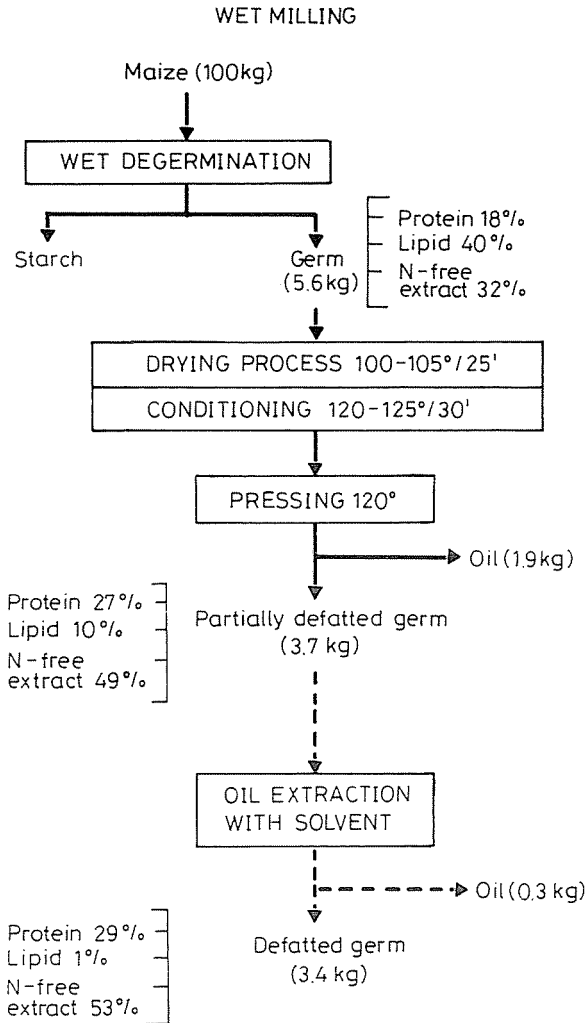 WET MILLING
Maize (100kg)
WET DEGERMINATION
Starch
Germ
(5.6kg)
Protein 18%
Lipid 40%
N-free
extract 32%
DRYING PROCESS 100-105°/25'
CONDITIONING 120-125°/30'
PRESSING 120°
Oil (1.9kg)
Protein 27%
Lipid 10%
N-free
extract 49%
Partially defatted germ
(3.7 kg)
OIL EXTRACTION
WITH SOLVENT
Oil (0.3 kg)
Protein 29%
Lipid 1%
N-free
extract 53%
Defatted germ
(3.4 kg)